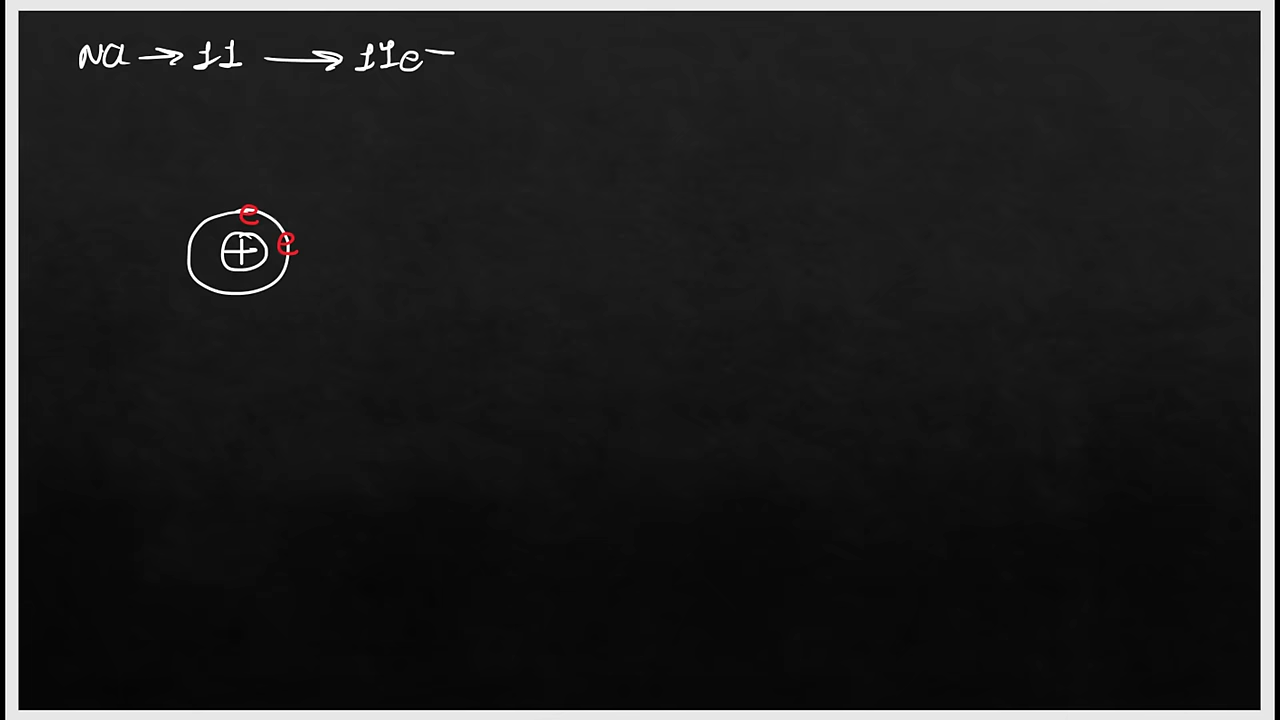 Na → 11 → 11e⁻
e
e
+